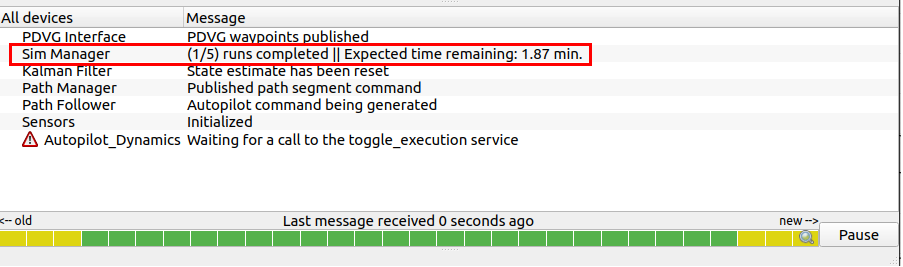 All devices Message
PDVG Interface PDVG waypoints published
Sim Manager (1/5) runs completed || Expected time remaining: 1.87 min.
Kalman Filter State estimate has been reset
Path Manager Published path segment command
Path Follower Autopilot command being generated
Sensors Initialized
Autopilot_Dynamics Waiting for a call to the toggle_execution service
<-- old Last message received 0 seconds ago new -->
Pause